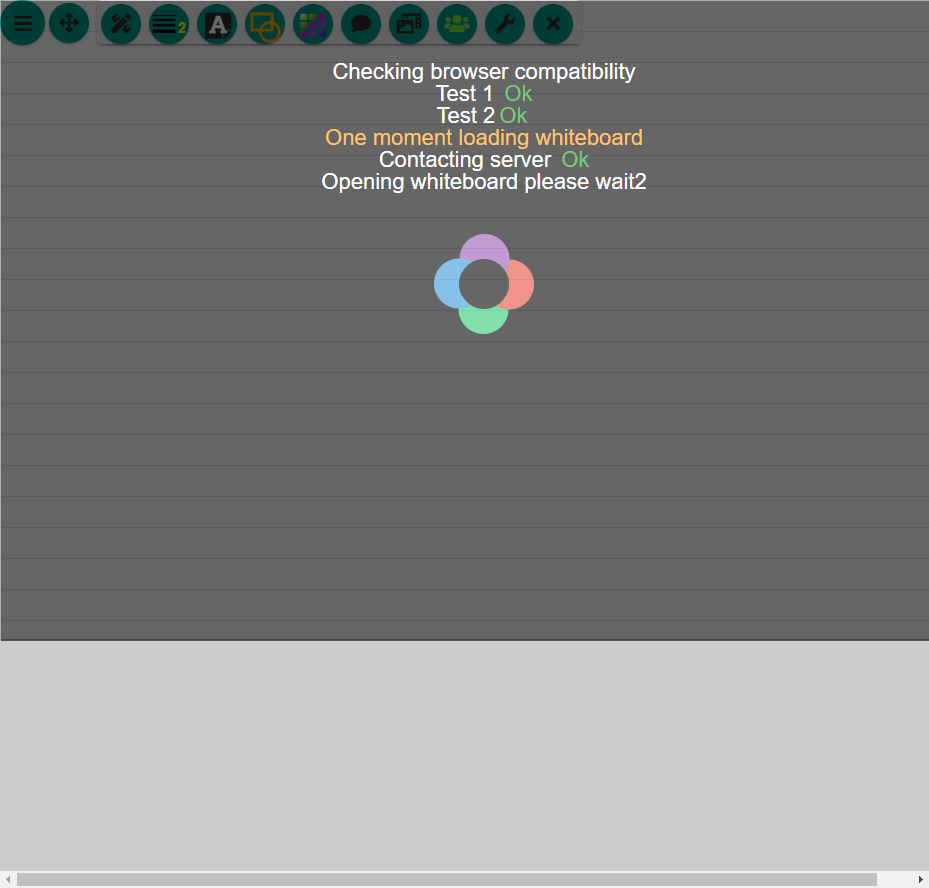 2 A
Checking browser compatibility
Test 1 Ok
Test 2 Ok
One moment loading whiteboard
Contacting server Ok
Opening whiteboard please wait2